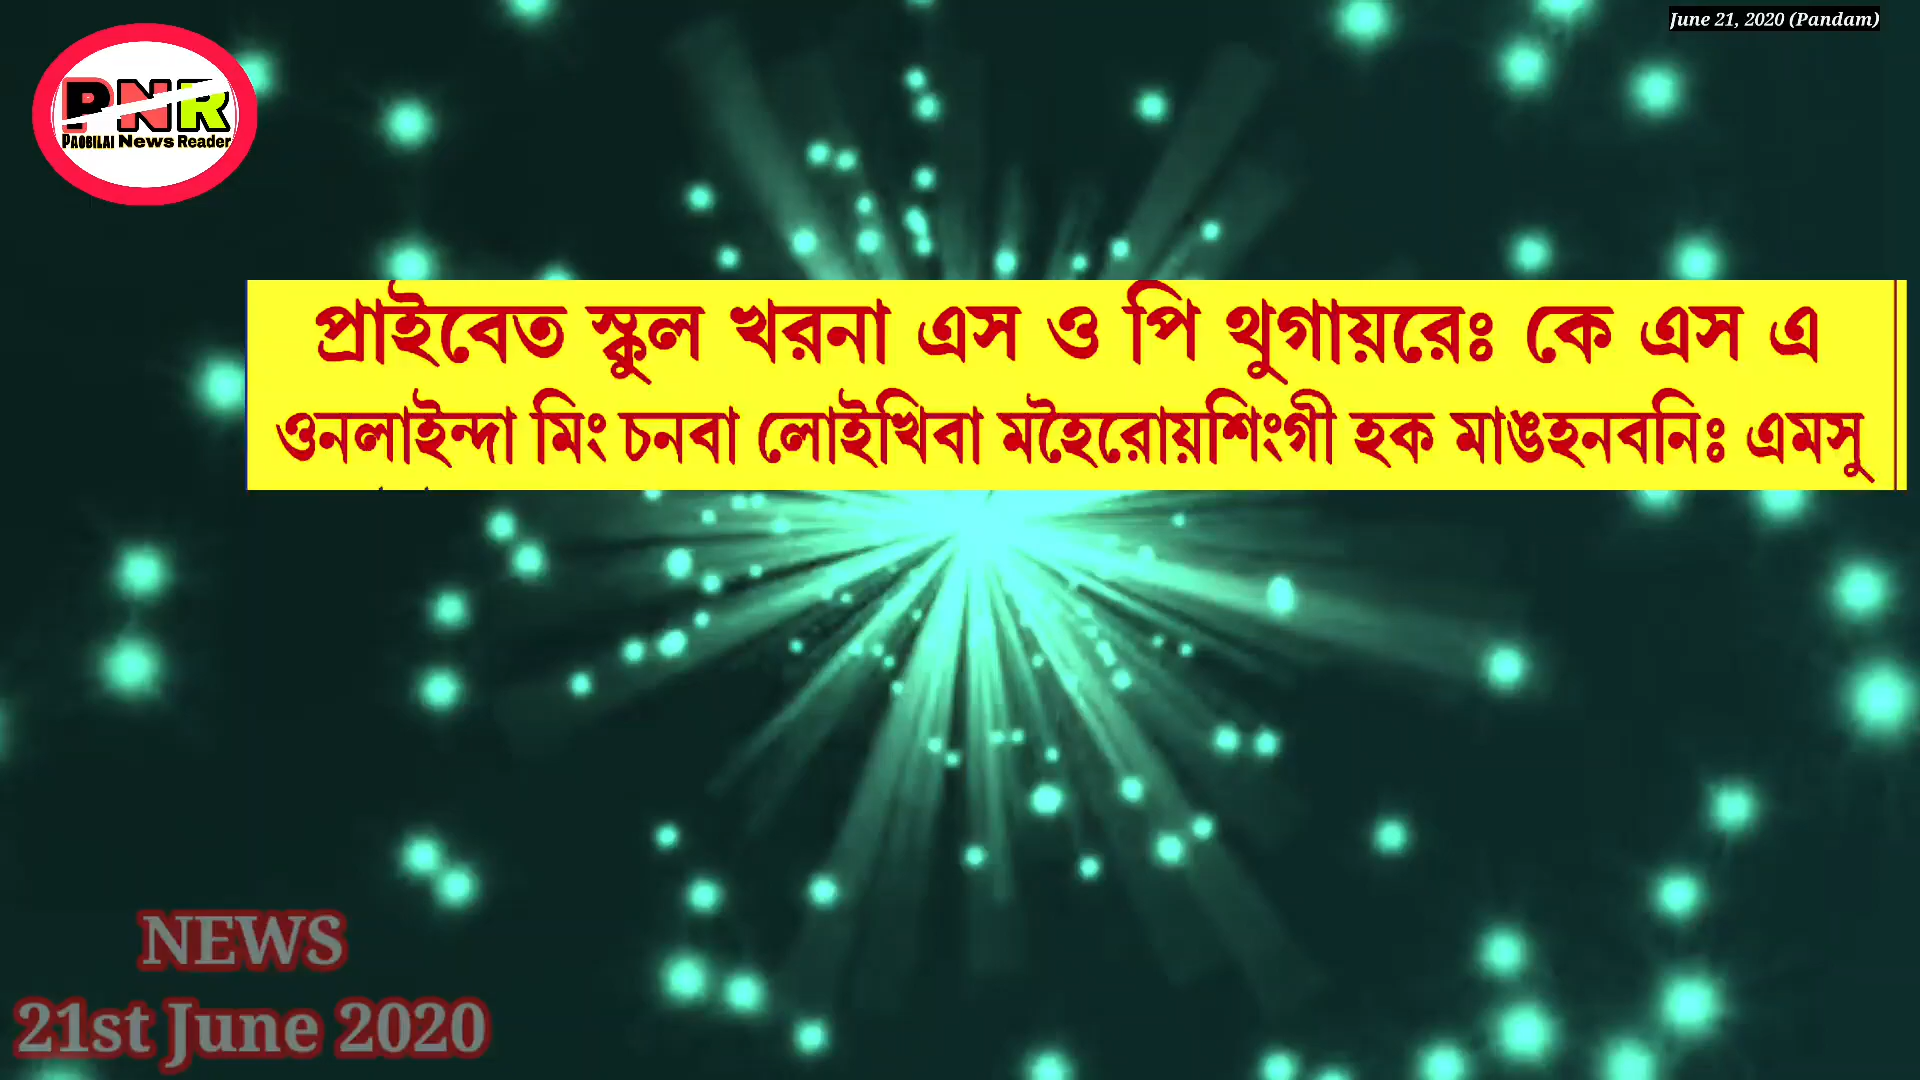 June 21, 2020 (Pandam)
PNR
PAOBILAI News Reader
প্রাইবেত স্কুল খরনা এস ও পি থুগায়রেঃ কে এস এ
ওনলাইন্দা মিং চনবা লোইখিবা মহৈরোয়শিংগী হক মাঙহনবনিঃ এমসু
NEWS
21st June 2020